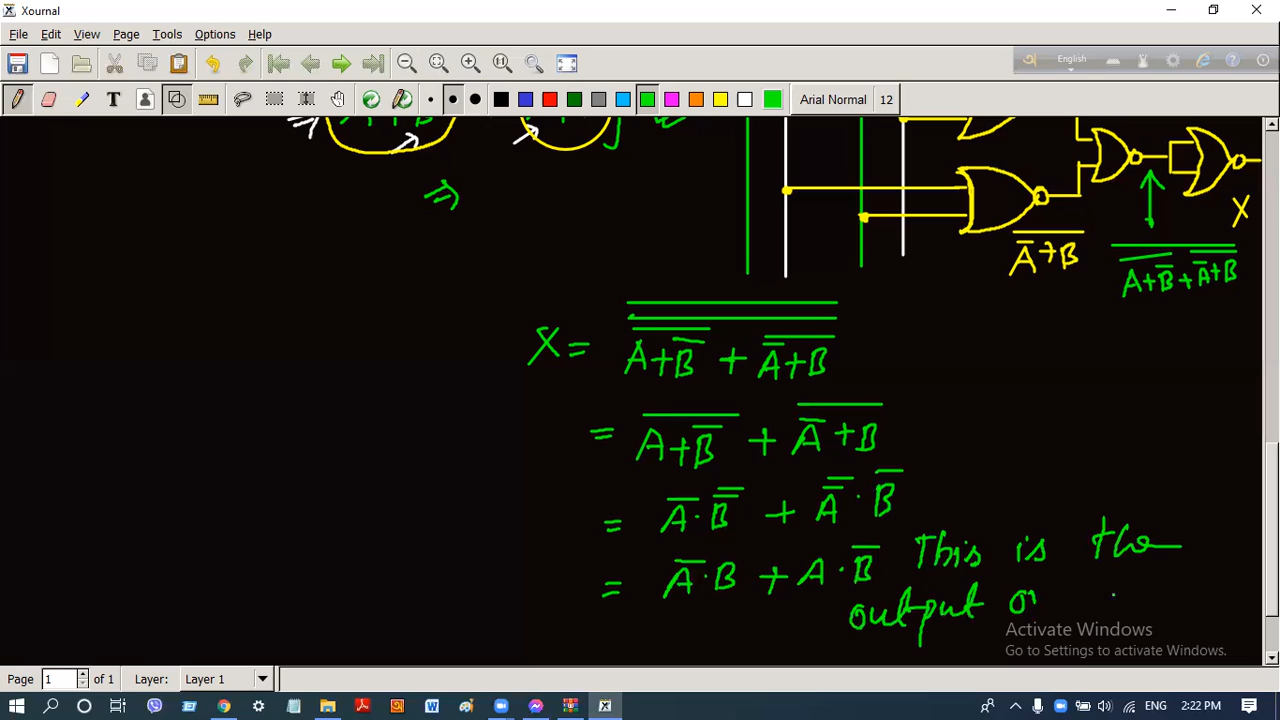 Xournal
File Edit View Page Tools Options Help
English
Arial Normal 12
A̅+B̅
X
A̅+B̅̅ + A̅̅+B̅
X = A̅+B̅̅ + A̅̅+B̅
= A̅+B̅̅ + A̅̅+B̅
= A̅·B̿ + A̿·B̅
= A̅·B + A·B̅ This is the
output
Activate Windows
Go to Settings to activate Windows.
Page 1 of 1 Layer: Layer 1
ENG 2:22 PM